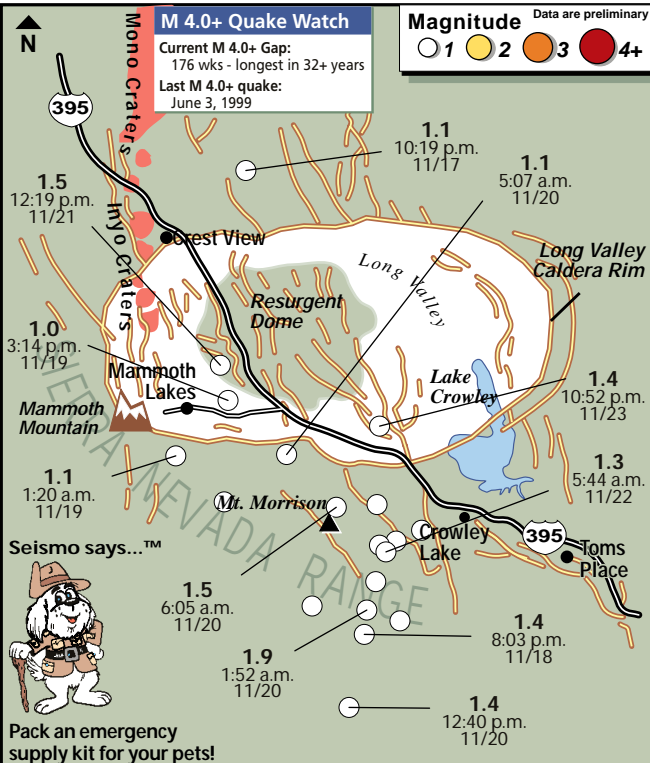 M 4.0+ Quake Watch
Current M 4.0+ Gap:
176 wks - longest in 32+ years
Last M 4.0+ quake:
June 3, 1999
Magnitude
Data are preliminary
1 2 3 4+
N
Mono Craters
395
1.1
10:19 p.m.
11/17
1.1
5:07 a.m.
11/20
1.5
12:19 p.m.
11/21
Inyo Craters
Crest View
Long Valley
Long Valley
Caldera Rim
Resurgent
Dome
1.0
3:14 p.m.
11/19
Mammoth
Lakes
Lake
Crowley
1.4
10:52 p.m.
11/23
Mammoth
Mountain
SIERRA NEVADA RANGE
1.1
1:20 a.m.
11/19
1.3
5:44 a.m.
11/22
Mt. Morrison
Crowley
Lake
395
Toms
Place
Seismo says...™
1.5
6:05 a.m.
11/20
1.4
8:03 p.m.
11/18
1.9
1:52 a.m.
11/20
1.4
12:40 p.m.
11/20
Pack an emergency
supply kit for your pets!